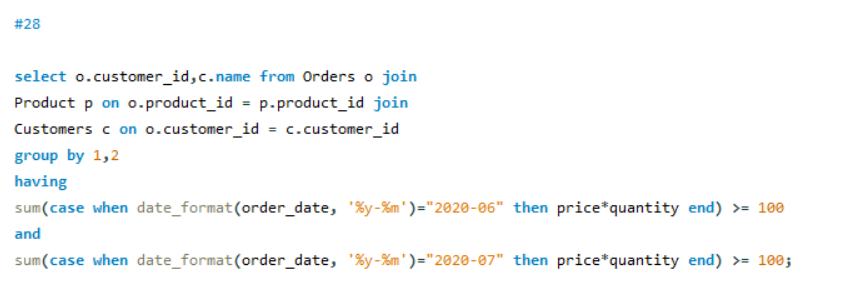 #28
select o.customer_id,c.name from Orders o join
Product p on o.product_id = p.product_id join
Customers c on o.customer_id = c.customer_id
group by 1,2
having
sum(case when date_format(order_date, '%y-%m')="2020-06" then price*quantity end) >= 100
and
sum(case when date_format(order_date, '%y-%m')="2020-07" then price*quantity end) >= 100;